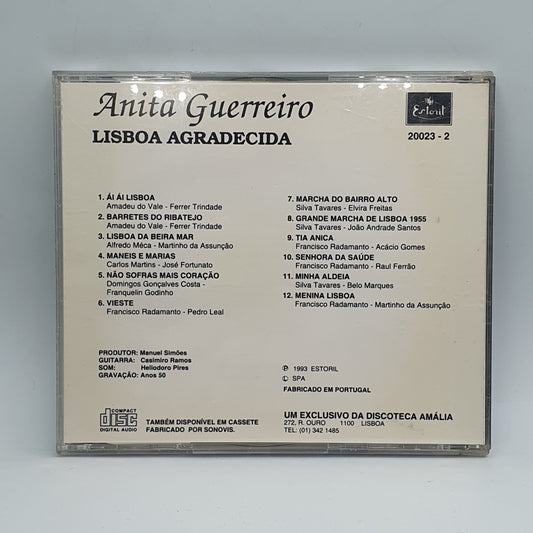 Anita Guerreiro
LISBOA AGRADECIDA
Estoril
20023 - 2
1. ÁI ÁI LISBOA
Amadeu do Vale - Ferrer Trindade
2. BARRETES DO RIBATEJO
Amadeu do Vale - Ferrer Trindade
3. LISBOA DA BEIRA MAR
Alfredo Méca - Martinho da Assunção
4. MANEIS E MARIAS
Carlos Martins - José Fortunato
5. NÃO SOFRAS MAIS CORAÇÃO
Domingos Gonçalves Costa -
Franquelin Godinho
6. VIESTE
Francisco Radamanto - Pedro Leal
7. MARCHA DO BAIRRO ALTO
Silva Tavares - Elvira Freitas
8. GRANDE MARCHA DE LISBOA 1955
Silva Tavares - João Andrade Santos
9. TIA ANICA
Francisco Radamanto - Acácio Gomes
10. SENHORA DA SAÚDE
Francisco Radamanto - Raul Ferrão
11. MINHA ALDEIA
Silva Tavares - Belo Marques
12. MENINA LISBOA
Francisco Radamanto - Martinho da Assunção
PRODUTOR: Manuel Simões
GUITARRA: Casimiro Ramos
SOM: Heliodoro Pires
GRAVAÇÃO: Anos 50
℗ 1993 ESTORIL
Ⓛ SPA
FABRICADO EM PORTUGAL
COMPACT
disc
DIGITAL AUDIO
TAMBÉM DISPONÍVEL EM CASSETE
FABRICADO POR SONOVIS.
UM EXCLUSIVO DA DISCOTECA AMÁLIA
272, R. OURO 1100 LISBOA
TEL: (01) 342 1485